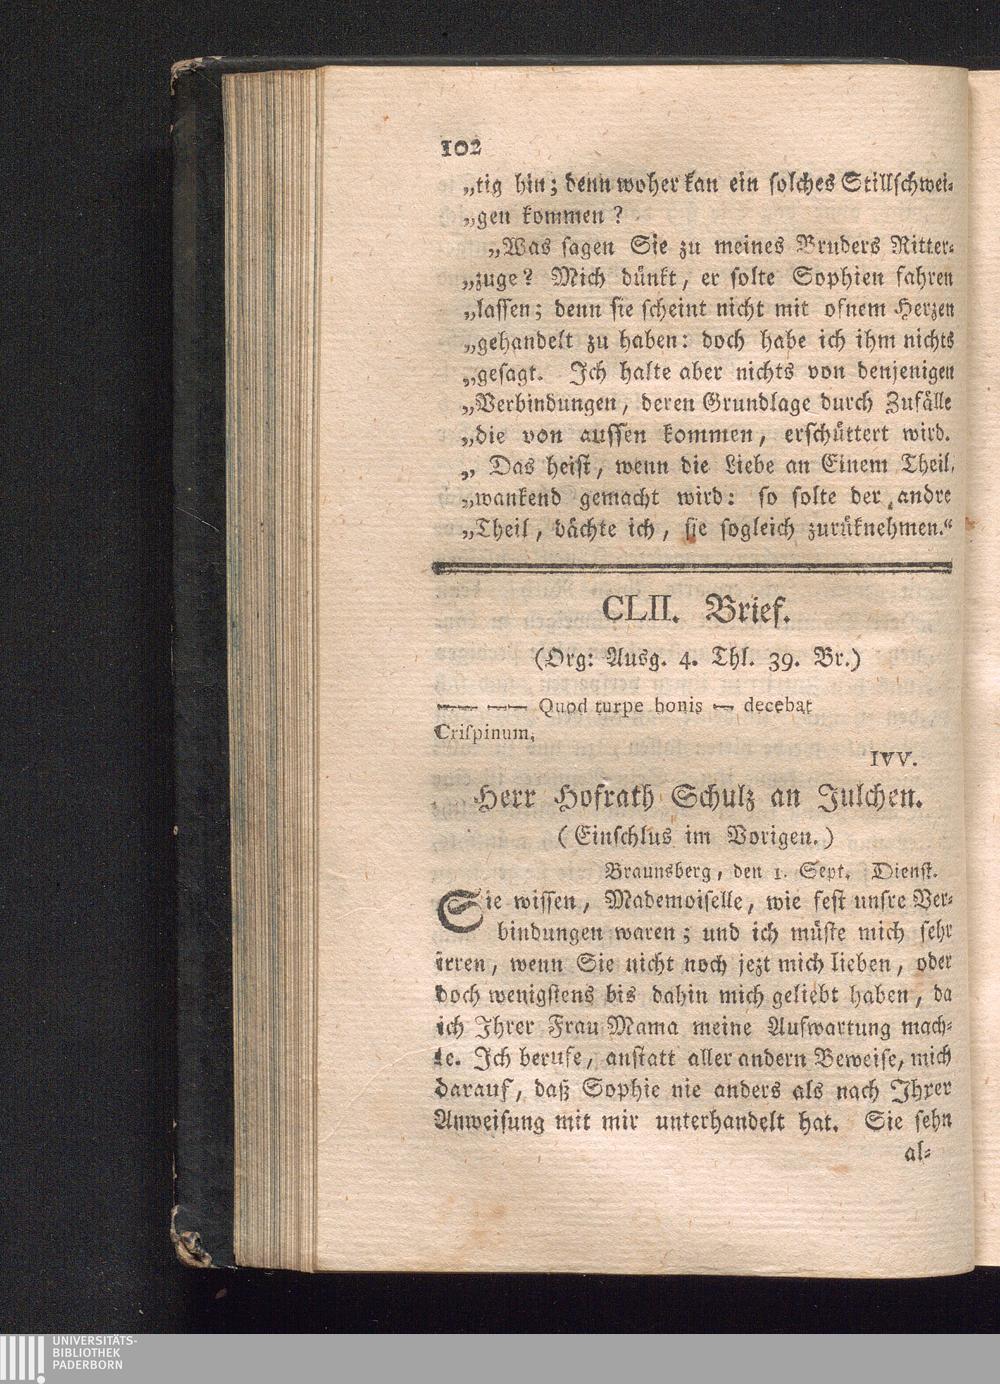 102
„tig hin; denn woher kan ein solches Stillschwei-
„gen kommen?
„Was sagen Sie zu meines Bruders Ritter-
„zuge? Mich dünkt, er solte Sophien fahren
„lassen; denn sie scheint nicht mit ofnem Herzen
„gehandelt zu haben: doch habe ich ihm nichts
„gesagt. Ich halte aber nichts von denjenigen
„Verbindungen, deren Grundlage durch Zufälle
„die von aussen kommen, erschüttert wird.
„Das heist, wenn die Liebe an Einem Theil,
„wankend gemacht wird: so solte der andre
„Theil, dächte ich, sie sogleich zurüknehmen.“
CLII. Brief.
(Org: Ausg. 4. Thl. 39. Br.)
— — Quod turpe bonis — decebat
Crispinum,
IVV.
Herr Hofrath Schulz an Julchen.
(Einschlus im Vorigen.)
Braunsberg, den 1. Sept. Dienst.
Sie wissen, Mademoiselle, wie fest unsre Ver-
bindungen waren; und ich müste mich sehr
irren, wenn Sie nicht noch jezt mich lieben, oder
doch wenigstens bis dahin mich geliebt haben, da
ich Ihrer Frau Mama meine Aufwartung mach-
te. Ich berufe, anstatt aller andern Beweise, mich
darauf, daß Sophie nie anders als nach Ihrer
Anweisung mit mir unterhandelt hat. Sie sehn
al-
UNIVERSITÄTS-
BIBLIOTHEK
PADERBORN